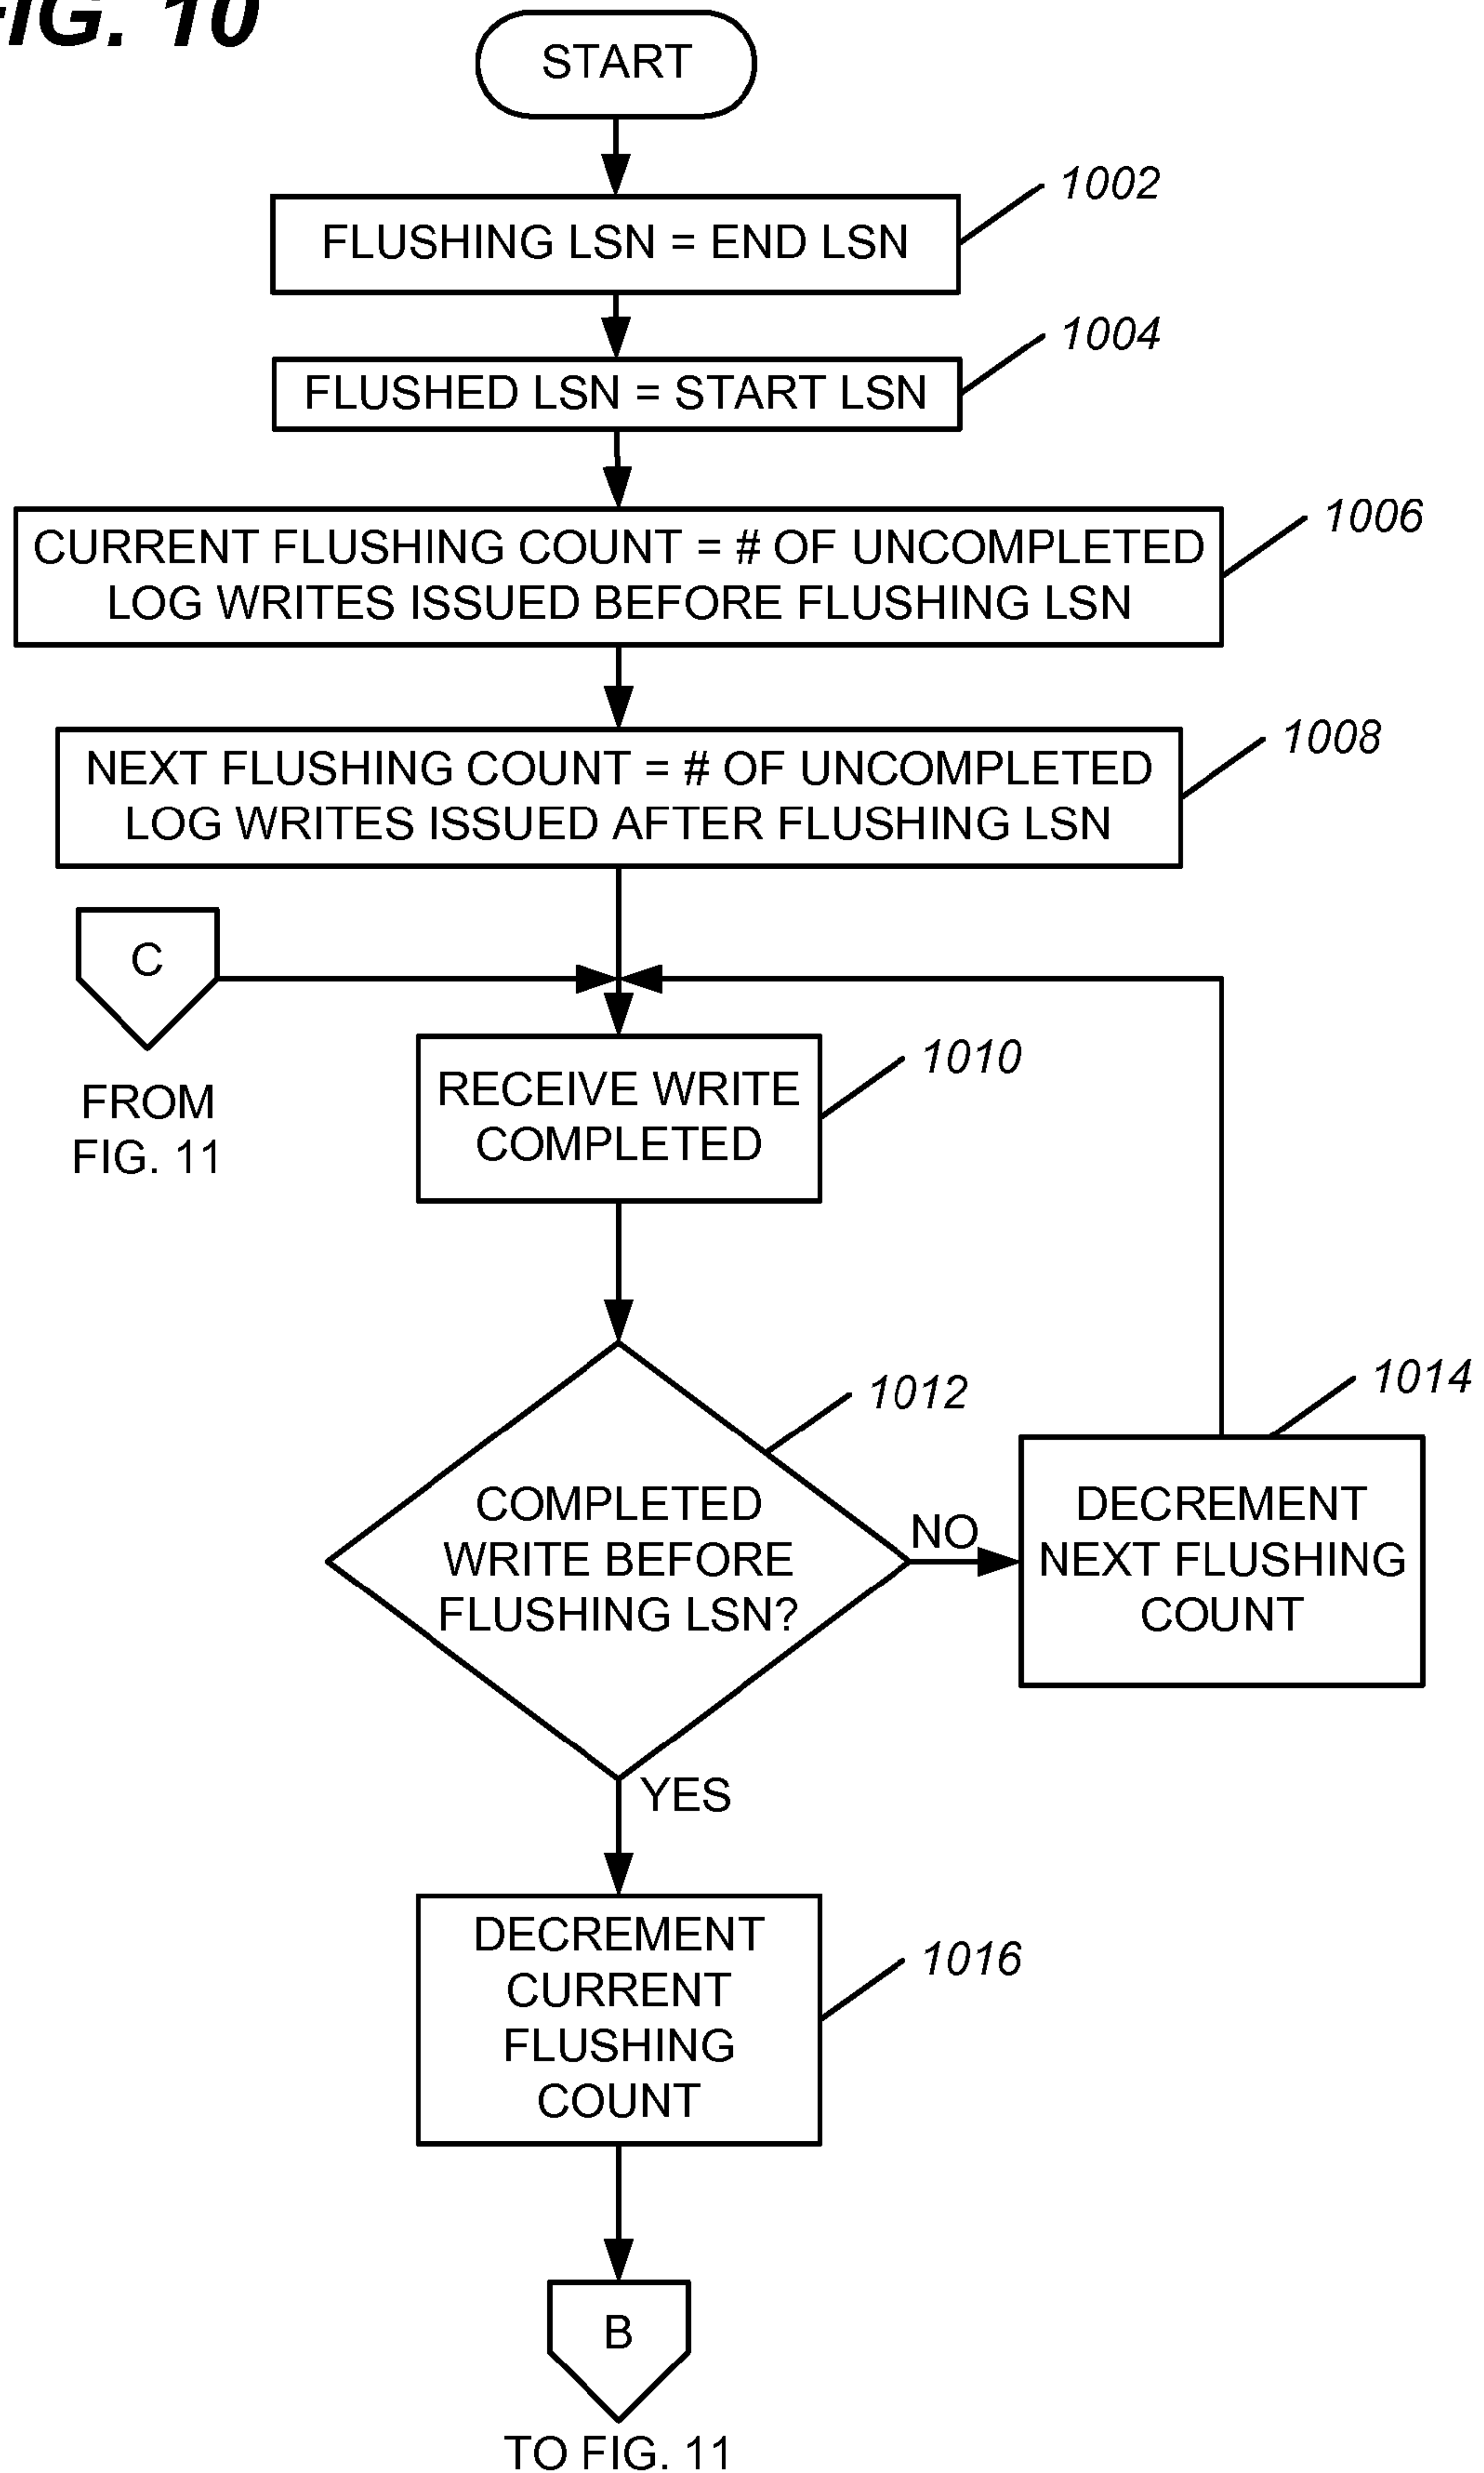 FIG. 10
START
1002
FLUSHING LSN = END LSN
1004
FLUSHED LSN = START LSN
1006
CURRENT FLUSHING COUNT = # OF UNCOMPLETED
LOG WRITES ISSUED BEFORE FLUSHING LSN
1008
NEXT FLUSHING COUNT = # OF UNCOMPLETED
LOG WRITES ISSUED AFTER FLUSHING LSN
C
FROM
FIG. 11
1010
RECEIVE WRITE
COMPLETED
1012
COMPLETED
WRITE BEFORE
FLUSHING LSN?
NO
1014
DECREMENT
NEXT FLUSHING
COUNT
YES
1016
DECREMENT
CURRENT
FLUSHING
COUNT
B
TO FIG. 11